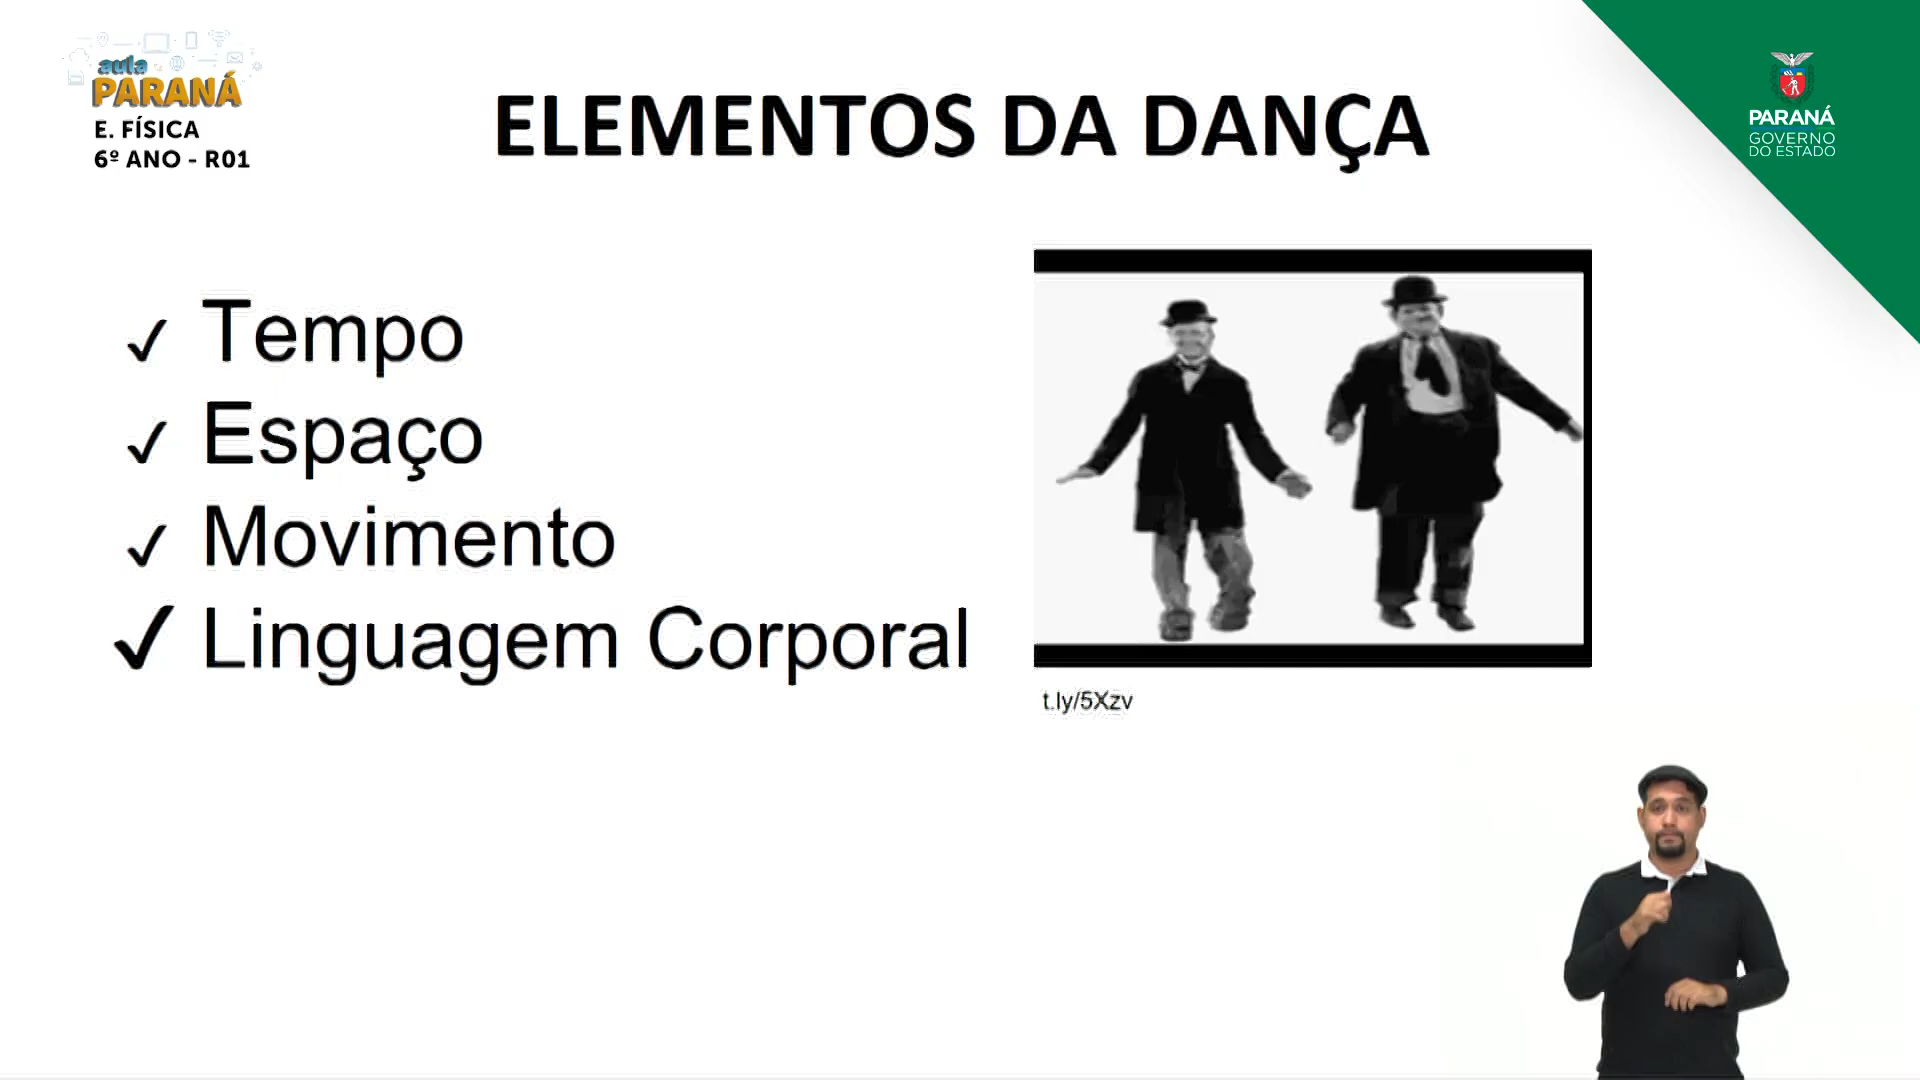 aula
PARANÁ
E. FÍSICA
6º ANO - R01
ELEMENTOS DA DANÇA
PARANÁ
GOVERNO
DO ESTADO
✓ Tempo
✓ Espaço
✓ Movimento
✓ Linguagem Corporal
t.ly/5Xzv